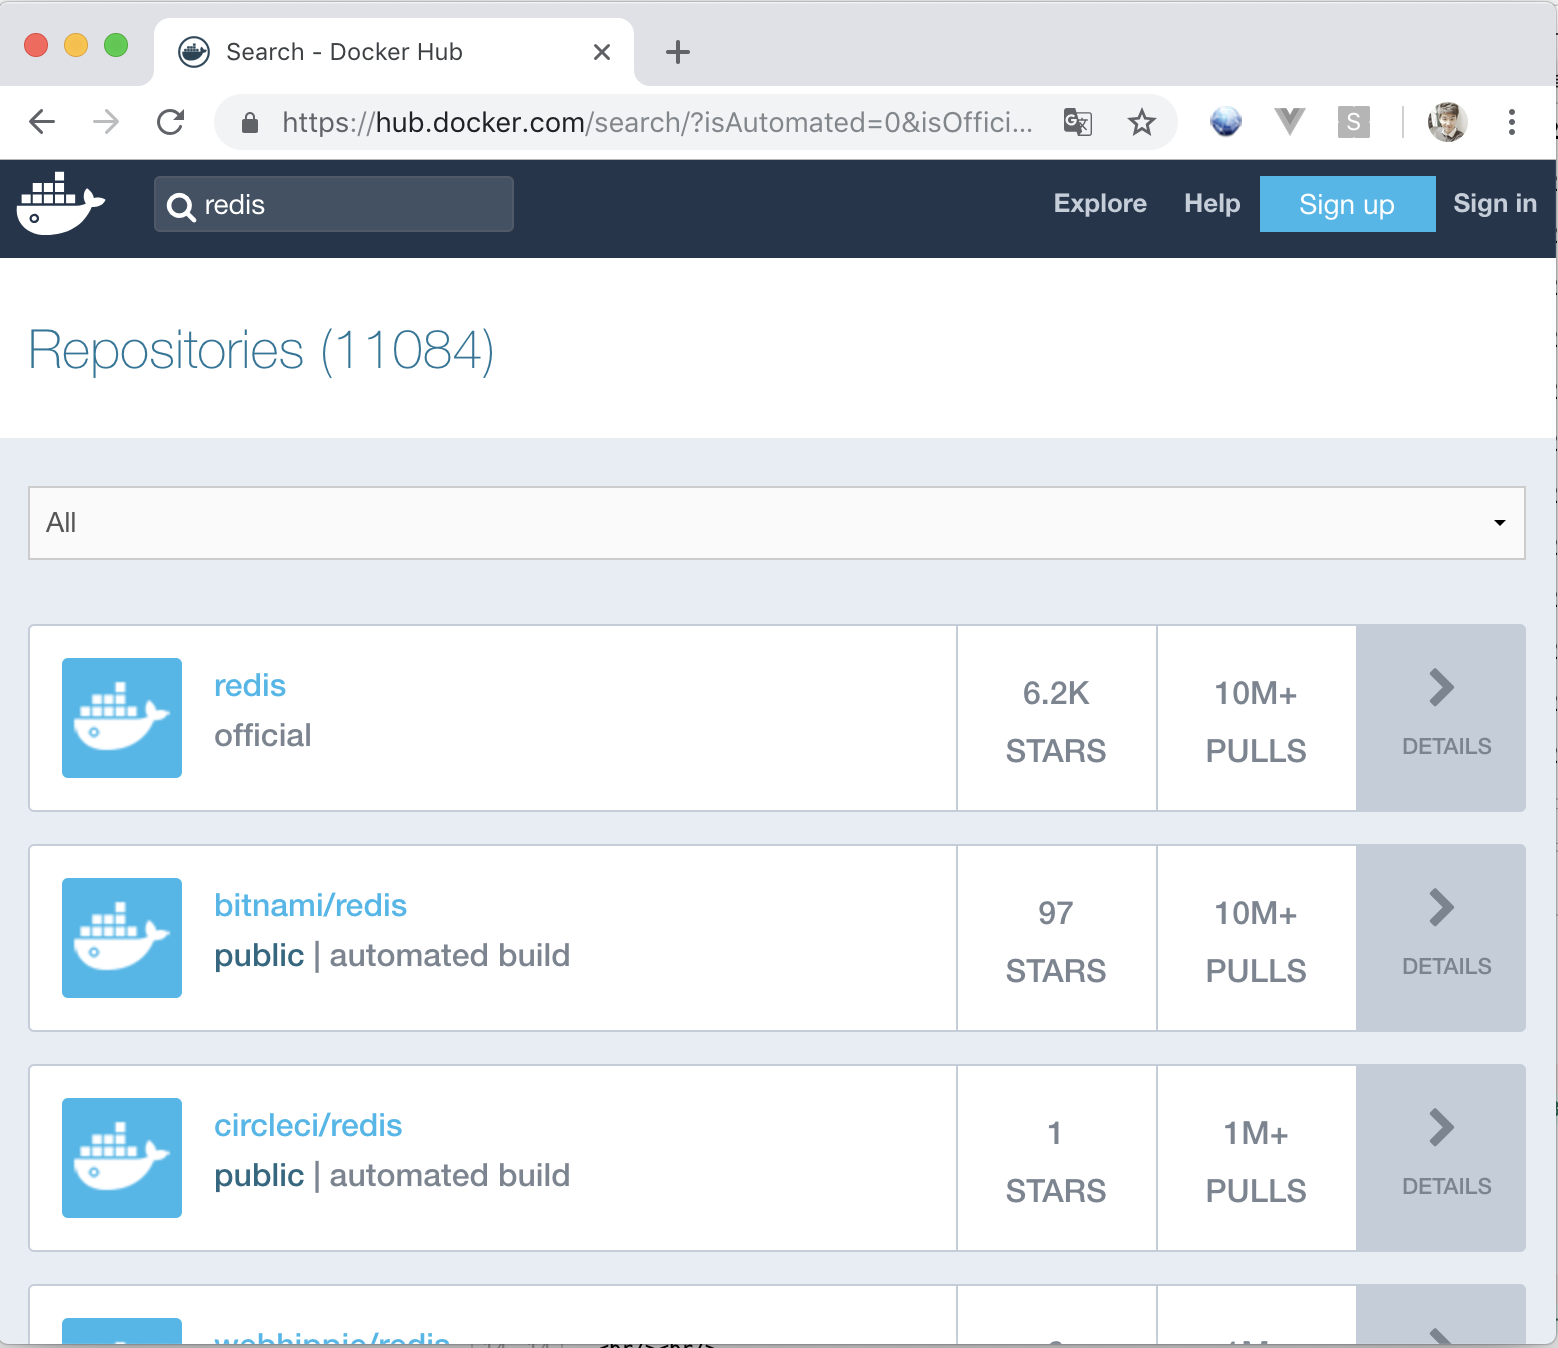 Search - Docker Hub
https://hub.docker.com/search/?isAutomated=0&isOffici...
S
redis
Explore Help Sign up Sign in
Repositories (11084)
All
redis
official
6.2K
STARS
10M+
PULLS
DETAILS
bitnami/redis
public | automated build
97
STARS
10M+
PULLS
DETAILS
circleci/redis
public | automated build
1
STARS
1M+
PULLS
DETAILS
webhippie/redis